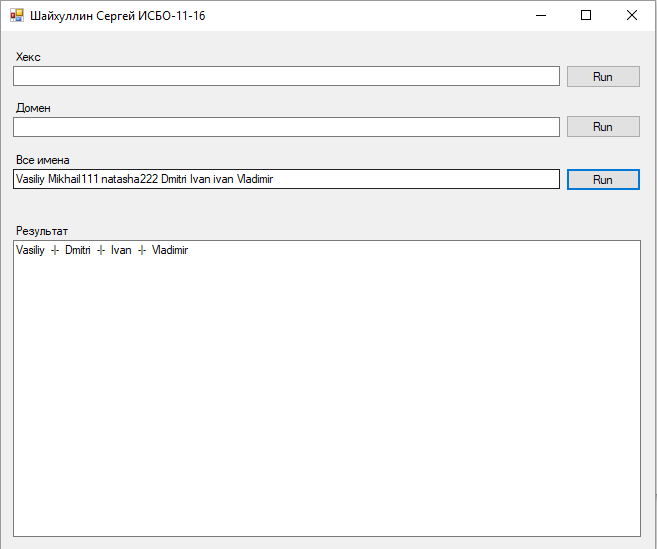 Шайхуллин Сергей ИСБО-11-16
Хекс
Run
Домен
Run
Все имена
Vasiliy Mikhail111 natasha222 Dmitri Ivan ivan Vladimir
Run
Результат
Vasiliy -|- Dmitri -|- Ivan -|- Vladimir